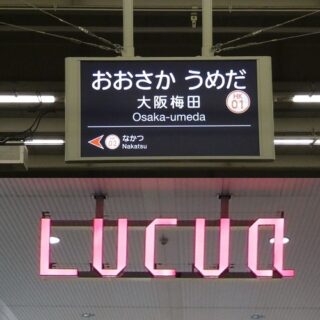 おおさか うめだ
大阪梅田
Osaka-umeda
HK
01
なかつ
Nakatsu
LUCUA